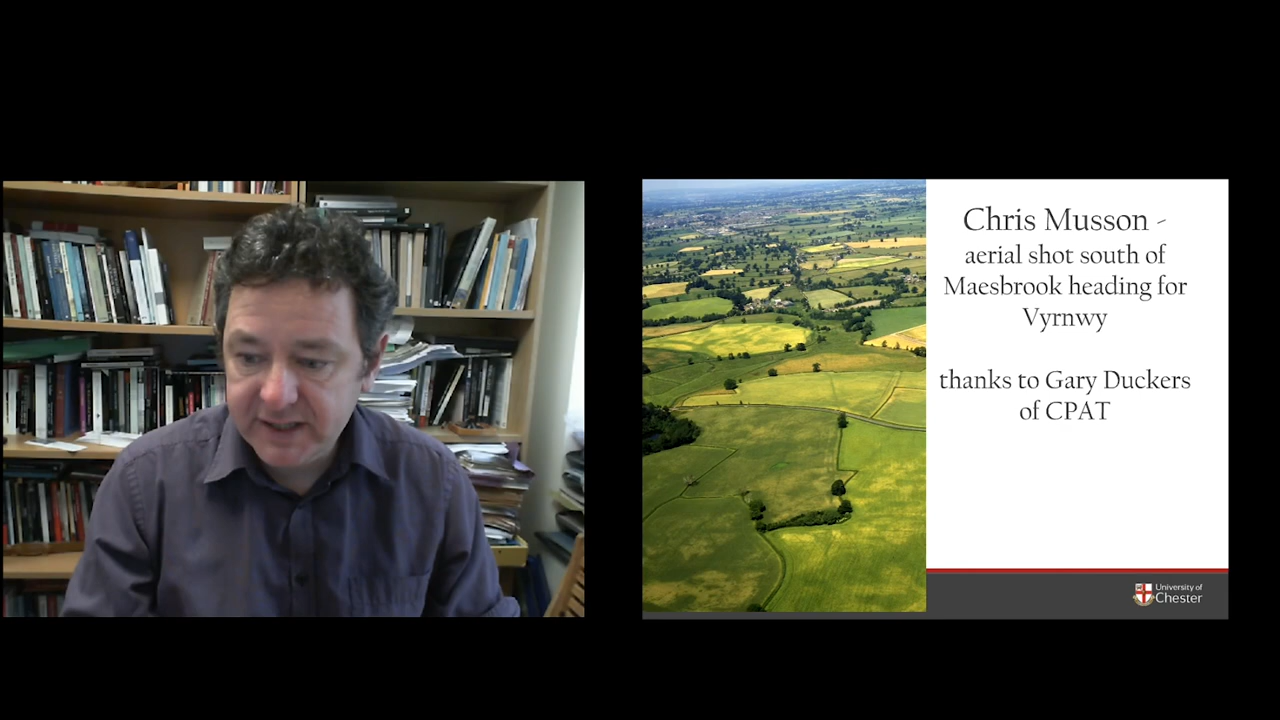 Chris Musson -
aerial shot south of
Maesbrook heading for
Vyrnwy
thanks to Gary Duckers
of CPAT
University of
Chester